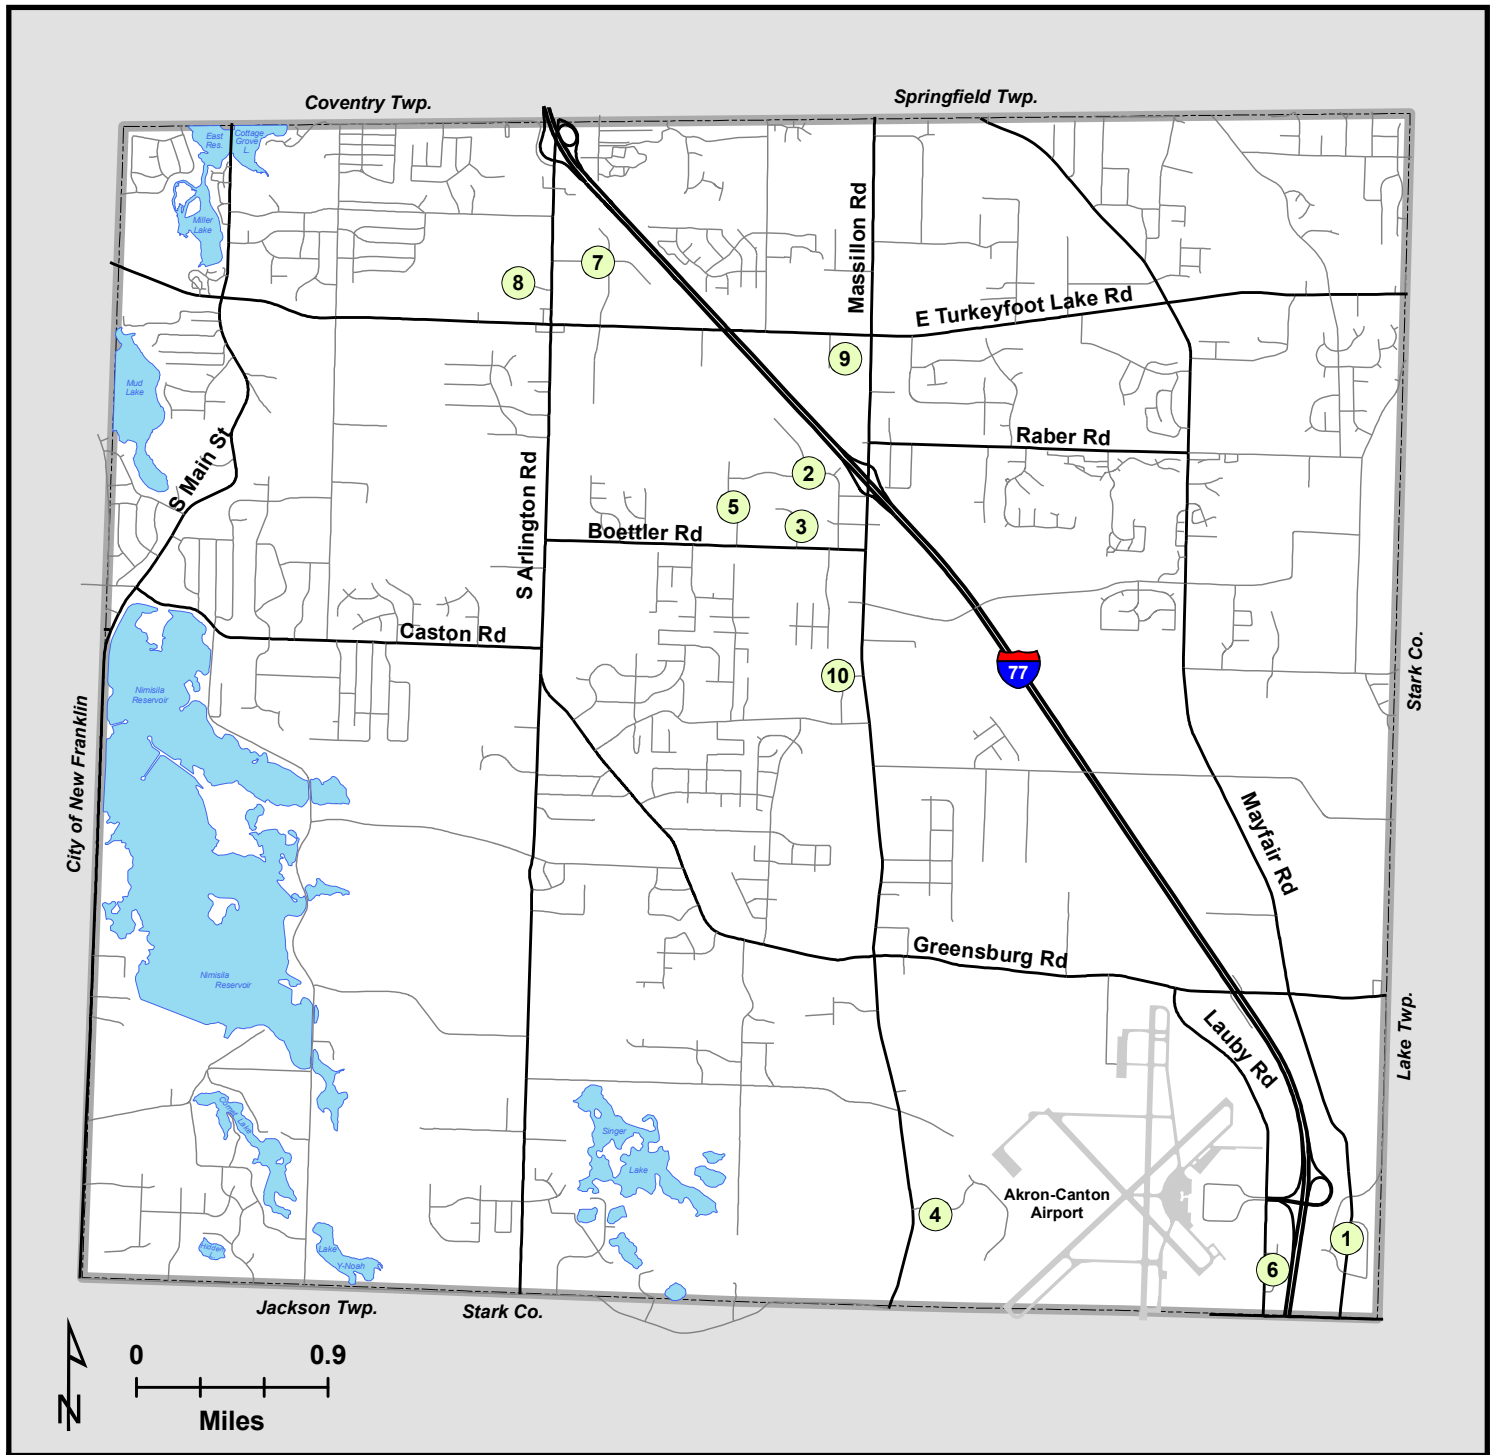 Coventry Twp.
Springfield Twp.
East
Res.
Cottage
Grove
L.
Miller
Lake
Massillon Rd
7
8
E Turkeyfoot Lake Rd
9
Mud
Lake
S Main St
Raber Rd
S Arlington Rd
2
5
3
Boettler Rd
Caston Rd
77
10
Nimisila
Reservoir
Stark Co.
City of New Franklin
Mayfair Rd
Greensburg Rd
Nimisila
Reservoir
Lauby Rd
Lake Twp.
Comet Lake
Singer
Lake
Akron-Canton
Airport
4
1
6
Hidden
L.
Lake
Y-Noah
Jackson Twp.
Stark Co.
N
0
0.9
Miles